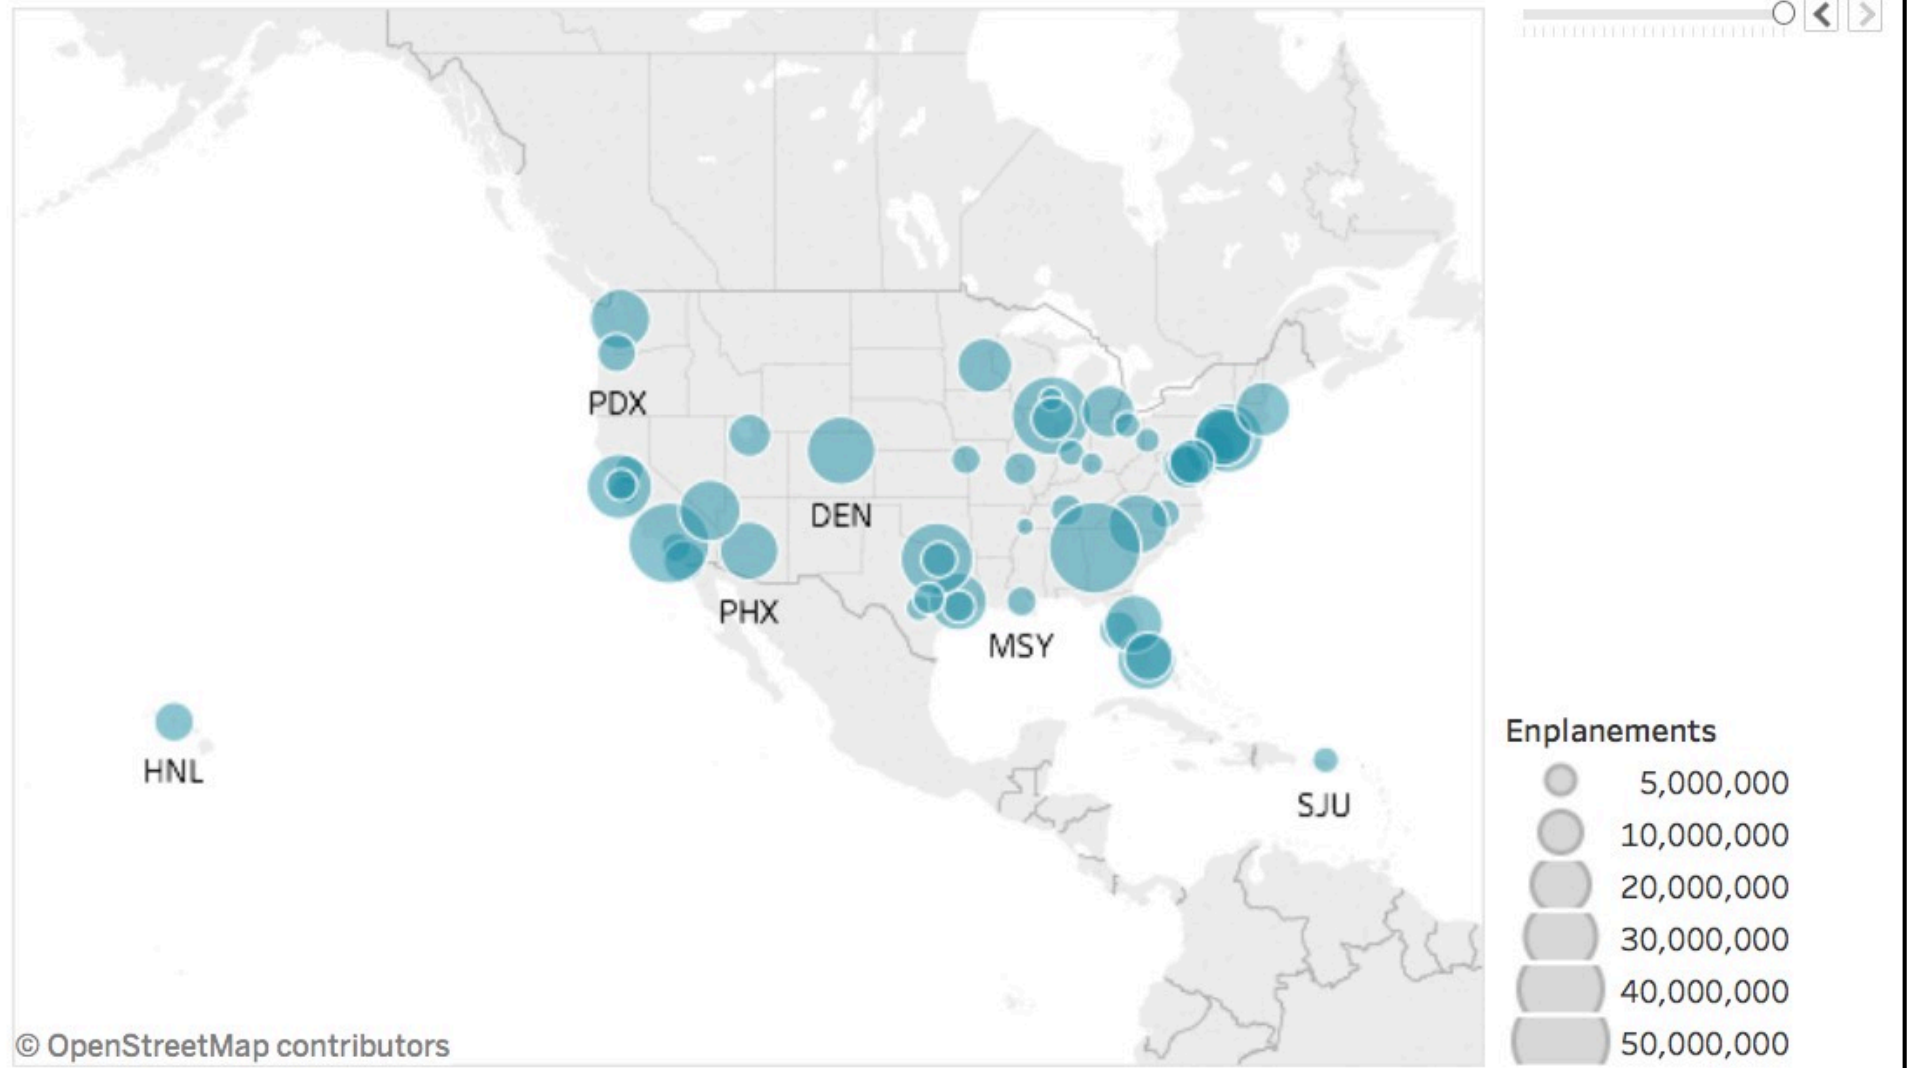 PDX
DEN
PHX
MSY
HNL
SJU
Enplanements
5,000,000
10,000,000
20,000,000
30,000,000
40,000,000
50,000,000
© OpenStreetMap contributors